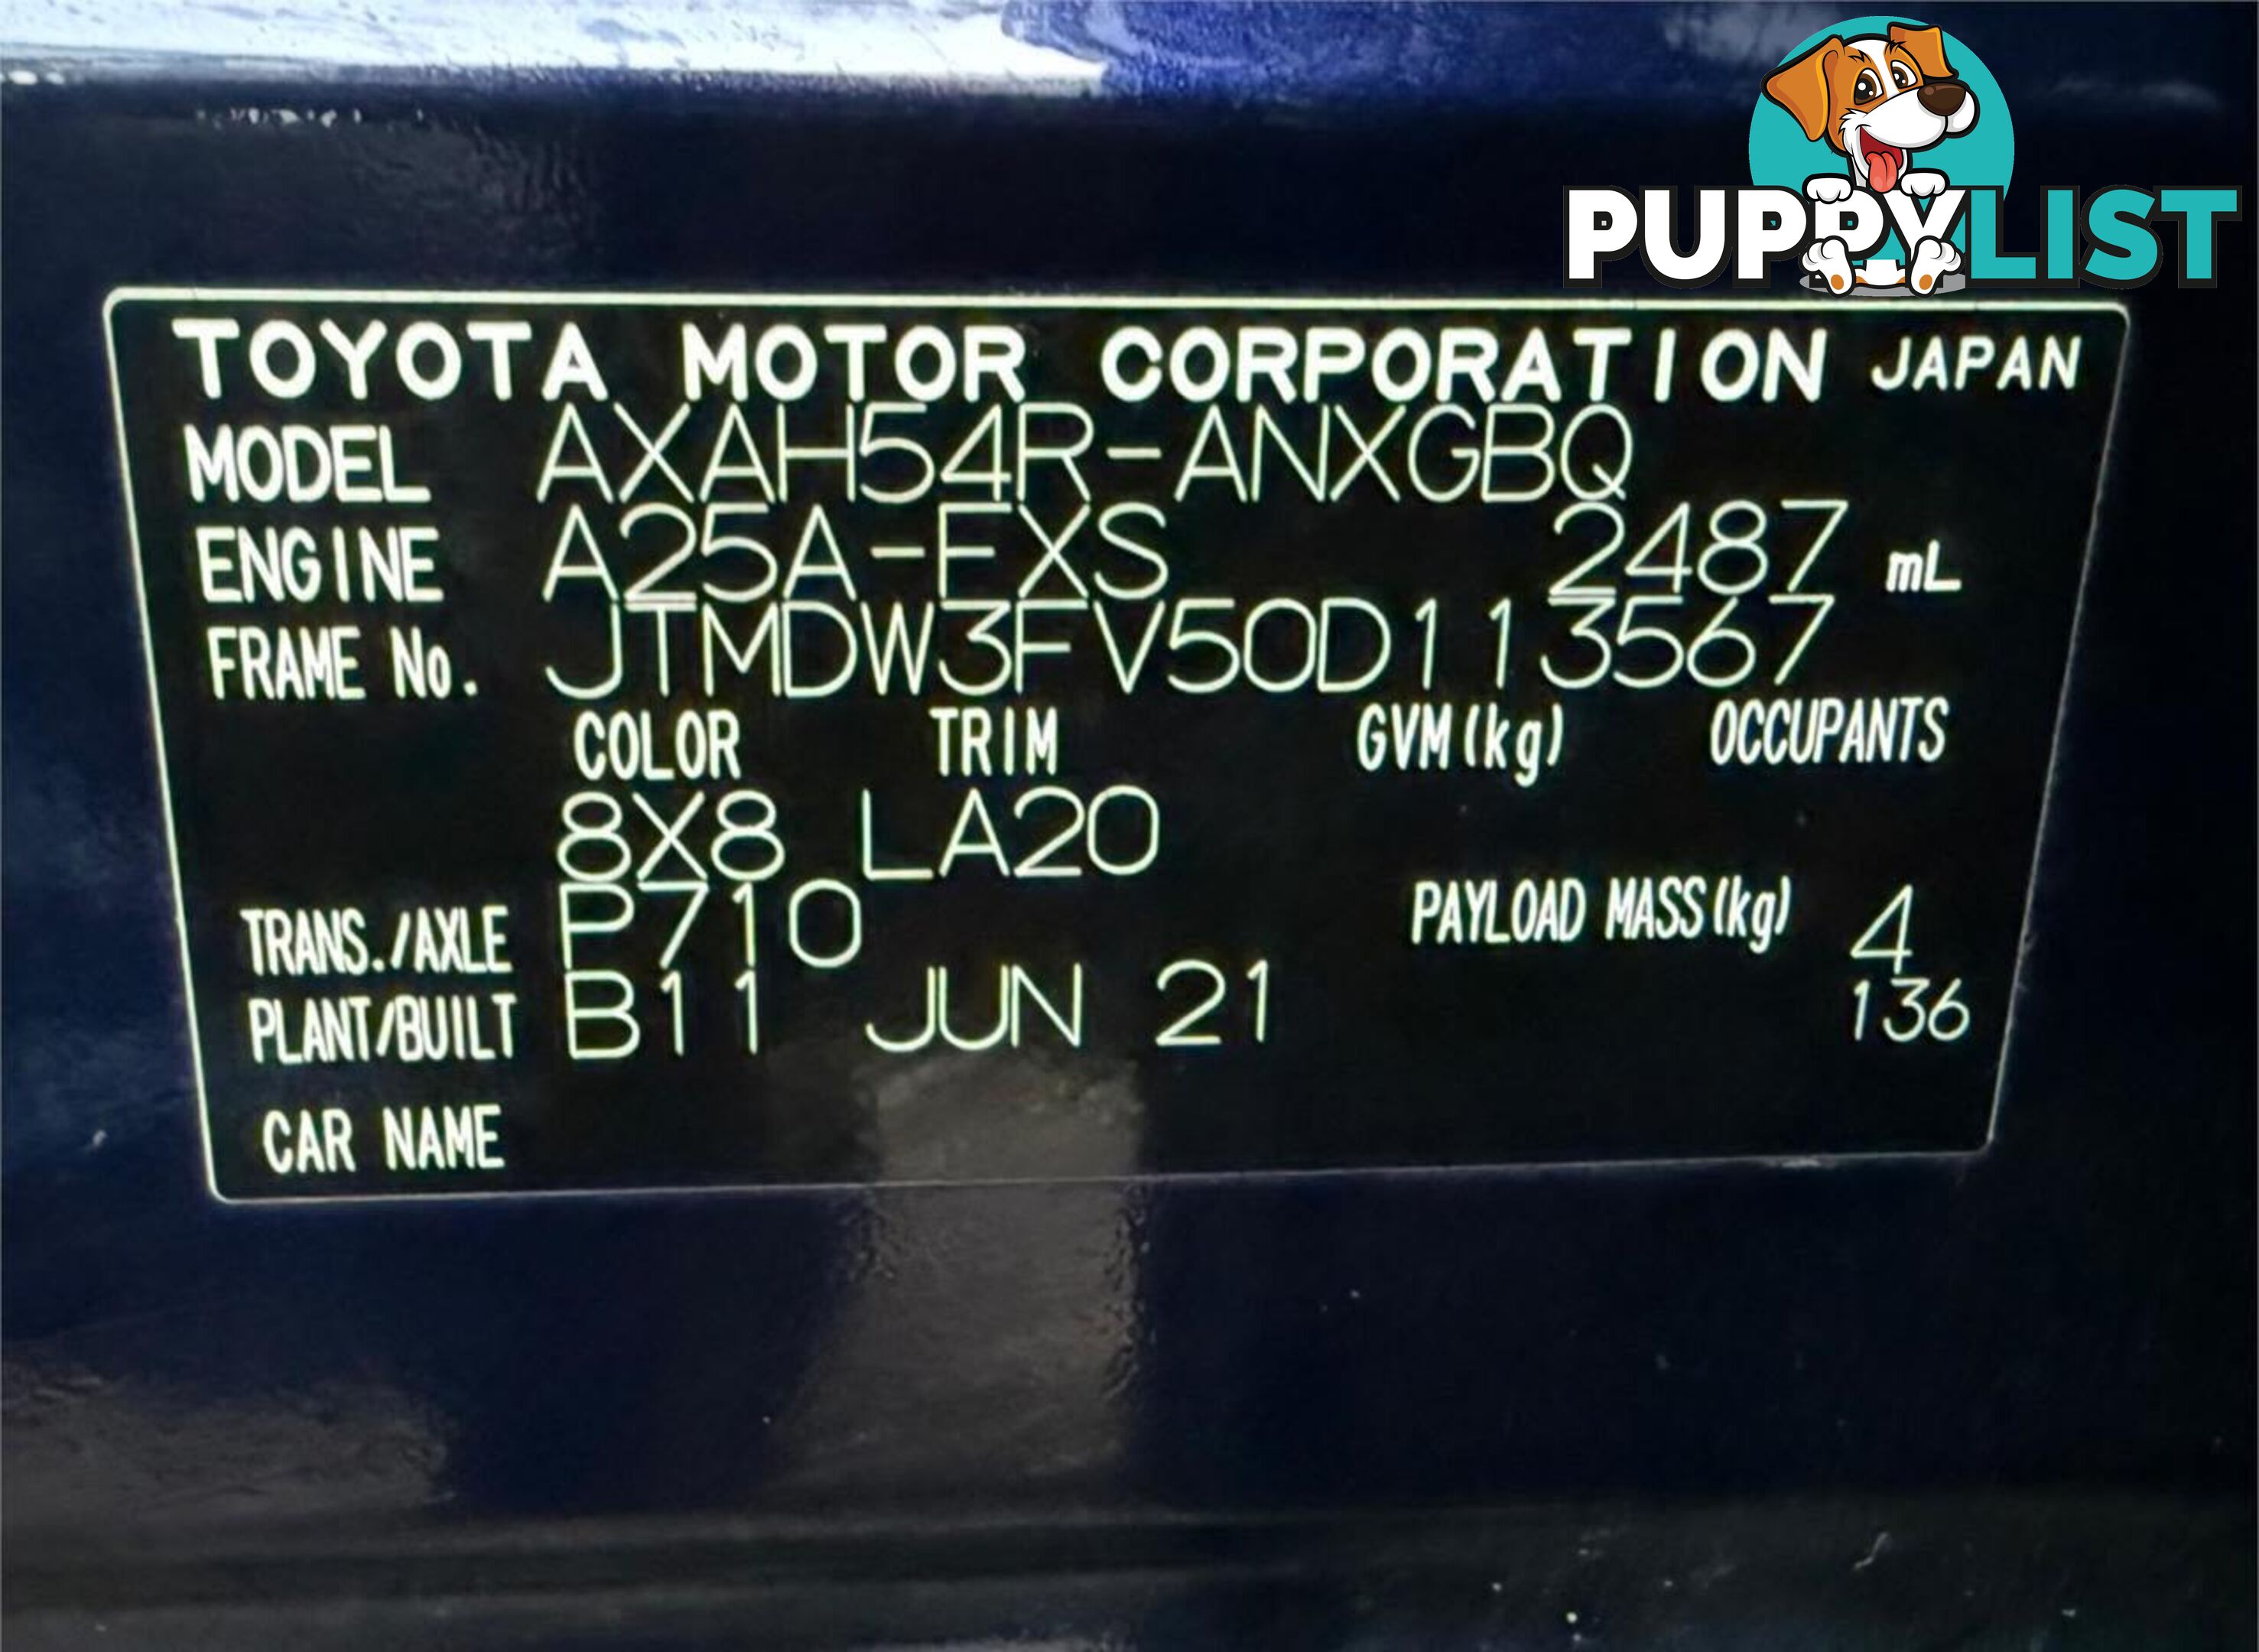 PUPPYLIST
TOYOTA MOTOR CORPORATION JAPAN
MODEL AXAH54R-ANXGBQ
ENGINE A25A-FXS 2487 mL
FRAME No. JTMDW3FV50D113567
COLOR TRIM GVM(kg) OCCUPANTS
8X8 LA20
TRANS./AXLE P710 PAYLOAD MASS(kg) 4
PLANT/BUILT B11 JUN 21 136
CAR NAME